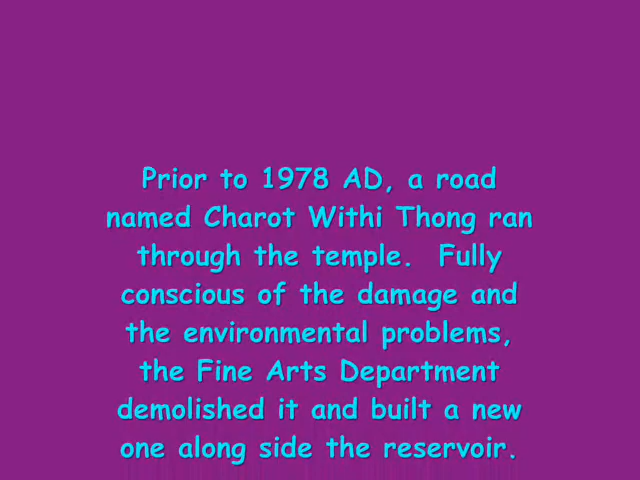 Prior to 1978 AD, a road
named Charot Withi Thong ran
through the temple.  Fully
conscious of the damage and
the environmental problems,
the Fine Arts Department
demolished it and built a new
one along side the reservoir.